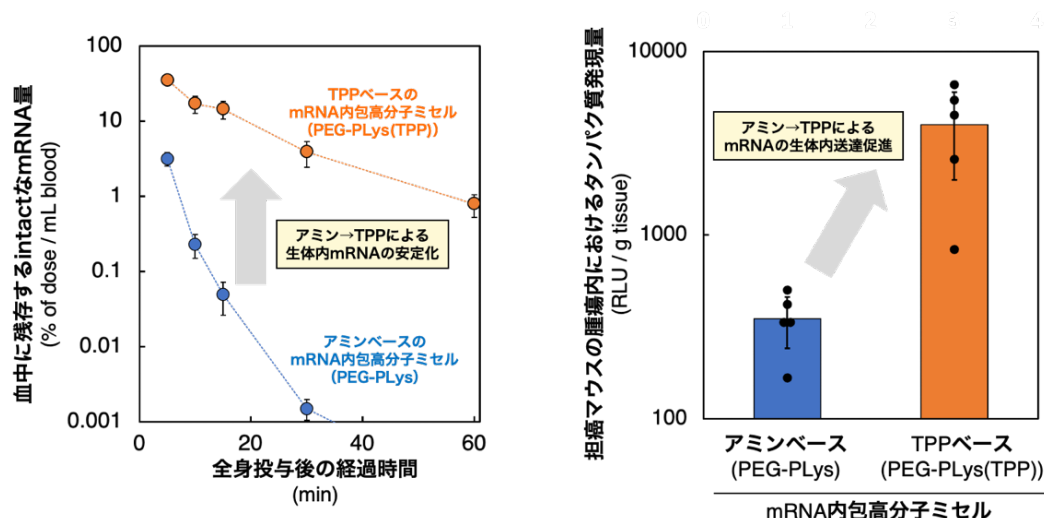 血中に残存するintactなmRNA量
(% of dose / mL blood)
100
10
1
0.1
0.01
0.001
TPPベースの
mRNA内包高分子ミセル
(PEG-PLys(TPP))
アミン→TPPによる
生体内mRNAの安定化
アミンベースの
mRNA内包高分子ミセル
(PEG-PLys)
0
20
40
60
全身投与後の経過時間
(min)
0
1
2
3
4
担癌マウスの腫瘍内におけるタンパク質発現量
(RLU / g tissue)
10000
1000
100
アミン→TPPによる
mRNAの生体内送達促進
アミンベース
(PEG-PLys)
TPPベース
(PEG-PLys(TPP))
mRNA内包高分子ミセル